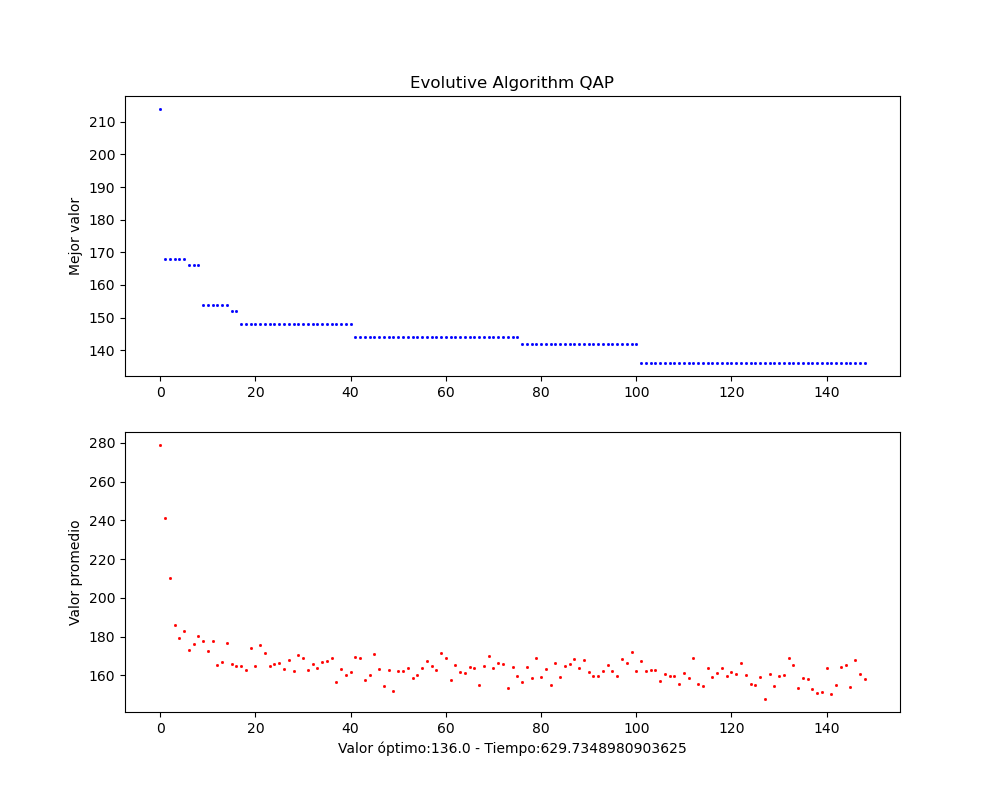 Evolutive Algorithm QAP
Mejor valor
210
200
190
180
170
160
150
140
0 20 40 60 80 100 120 140
Valor promedio
280
260
240
220
200
180
160
0 20 40 60 80 100 120 140
Valor óptimo:136.0 - Tiempo:629.7348980903625